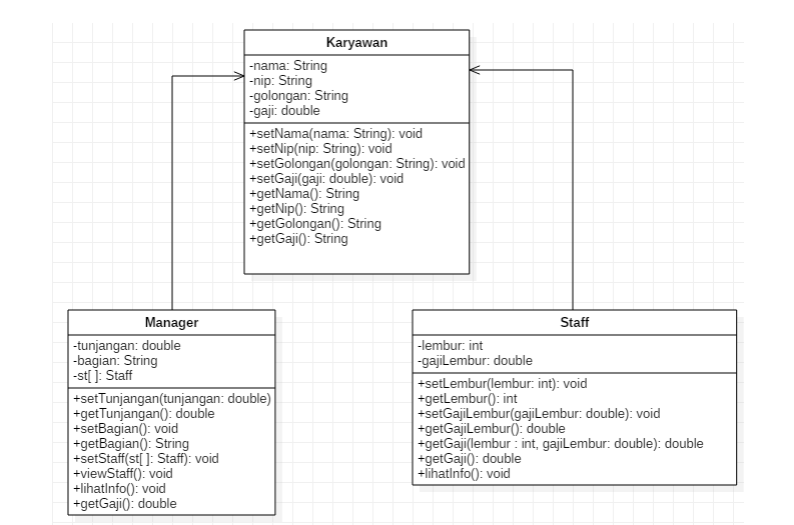 Karyawan
-nama: String
-nip: String
-golongan: String
-gaji: double
+setNama(nama: String): void
+setNip(nip: String): void
+setGolongan(golongan: String): void
+setGaji(gaji: double): void
+getNama(): String
+getNip(): String
+getGolongan(): String
+getGaji(): String
Manager
-tunjangan: double
-bagian: String
-st[ ]: Staff
+setTunjangan(tunjangan: double)
+getTunjangan(): double
+setBagian(): void
+getBagian(): String
+setStaff(st[ ]: Staff): void
+viewStaff(): void
+lihatInfo(): void
+getGaji(): double
Staff
-lembur: int
-gajiLembur: double
+setLembur(lembur: int): void
+getLembur(): int
+setGajiLembur(gajiLembur: double): void
+getGajiLembur(): double
+getGaji(lembur : int, gajiLembur: double): double
+getGaji(): double
+lihatInfo(): void